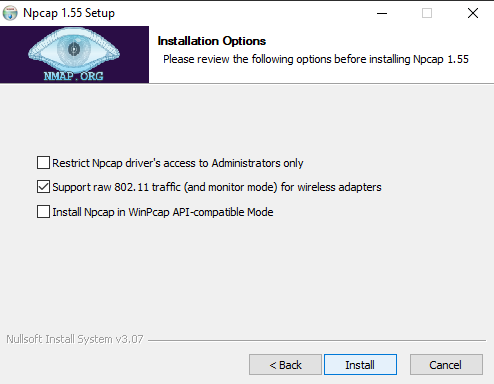 Npcap 1.55 Setup
NMAP.ORG
Installation Options
Please review the following options before installing Npcap 1.55
Restrict Npcap driver's access to Administrators only
Support raw 802.11 traffic (and monitor mode) for wireless adapters
Install Npcap in WinPcap API-compatible Mode
Nullsoft Install System v3.07
< Back
Install
Cancel